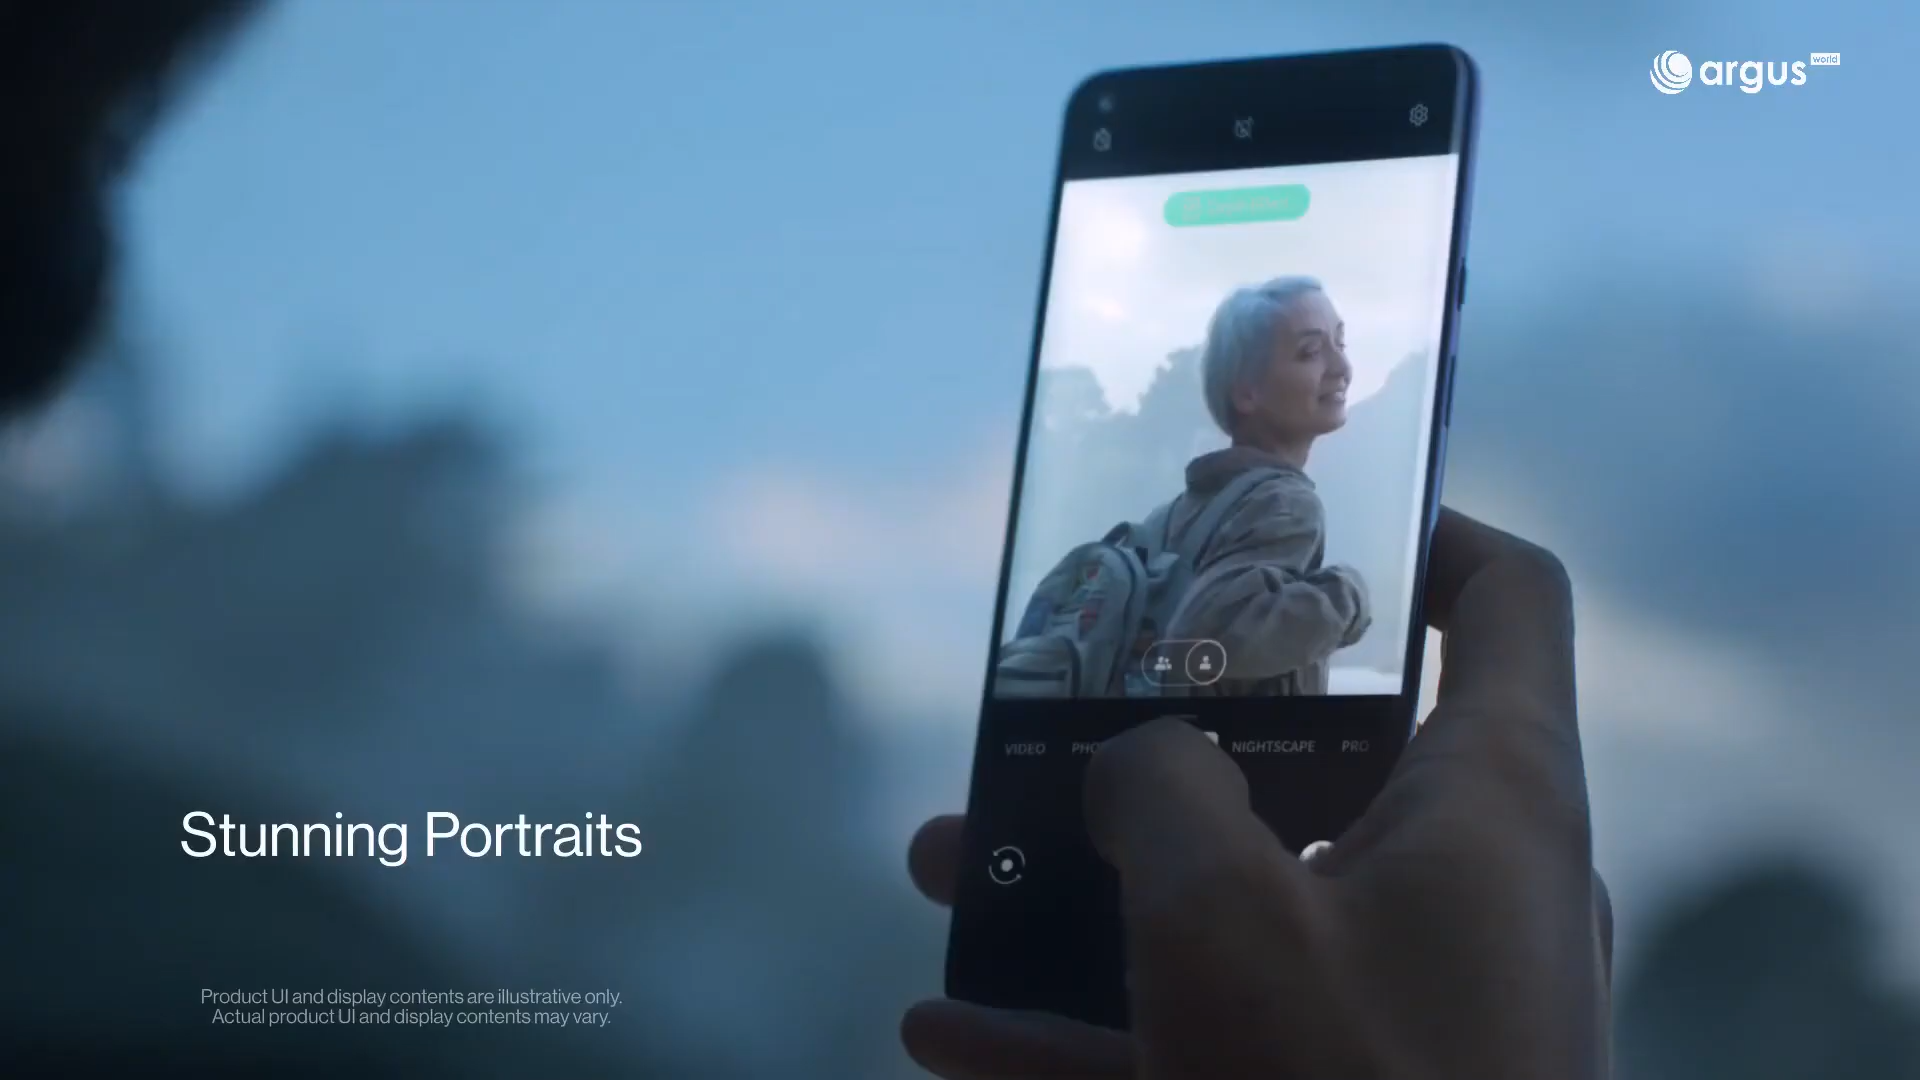 argus world
VIDEO
NIGHTSCAPE PRO
Stunning Portraits
Product UI and display contents are illustrative only.
Actual product UI and display contents may vary.